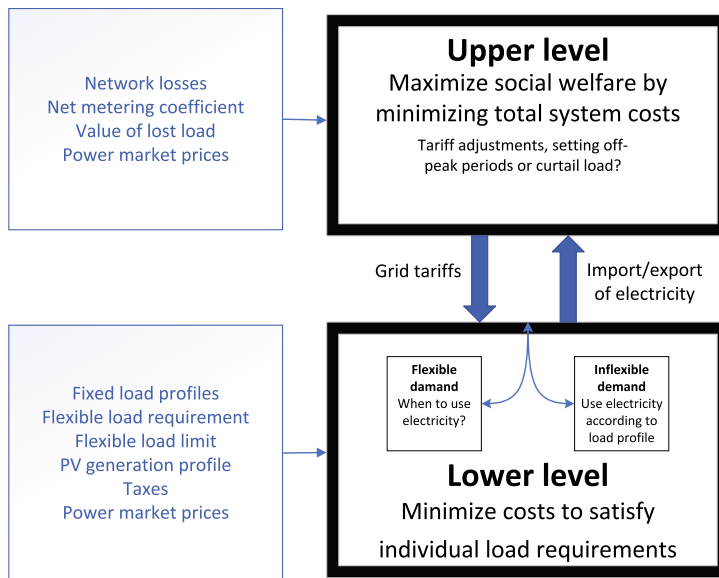 Network losses
Net metering coefficient
Value of lost load
Power market prices
Upper level
Maximize social welfare by
minimizing total system costs
Tariff adjustments, setting off-
peak periods or curtail load?
Grid tariffs
Import/export
of electricity
Fixed load profiles
Flexible load requirement
Flexible load limit
PV generation profile
Taxes
Power market prices
Flexible
damand
When to use
electricity?
Inflexible
demand
Use electricity
according to
load profile
Lower level
Minimize costs to satisfy
individual load requirements